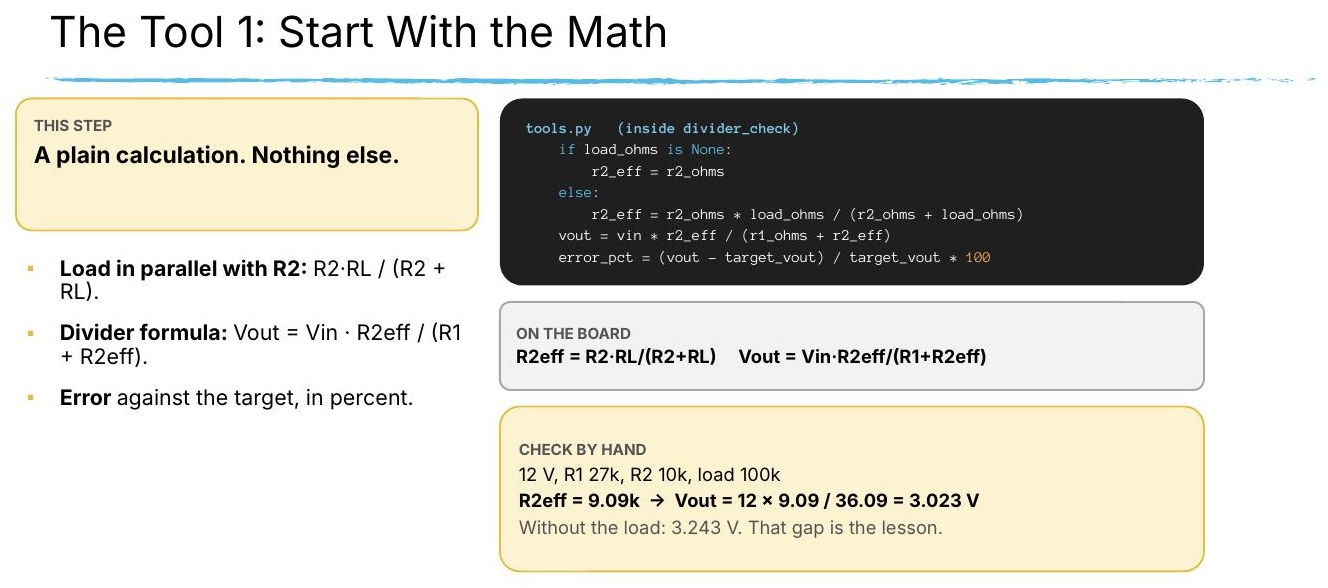 The Tool 1: Start With the Math
THIS STEP
A plain calculation. Nothing else.
▪ Load in parallel with R2: R2·RL / (R2 +
RL).
▪ Divider formula: Vout = Vin · R2eff / (R1
+ R2eff).
▪ Error against the target, in percent.
tools.py   (inside divider_check)
    if load_ohms is None:
        r2_eff = r2_ohms
    else:
        r2_eff = r2_ohms * load_ohms / (r2_ohms + load_ohms)
    vout = vin * r2_eff / (r1_ohms + r2_eff)
    error_pct = (vout - target_vout) / target_vout * 100
ON THE BOARD
R2eff = R2·RL/(R2+RL)    Vout = Vin·R2eff/(R1+R2eff)
CHECK BY HAND
12 V, R1 27k, R2 10k, load 100k
R2eff = 9.09k → Vout = 12 × 9.09 / 36.09 = 3.023 V
Without the load: 3.243 V. That gap is the lesson.